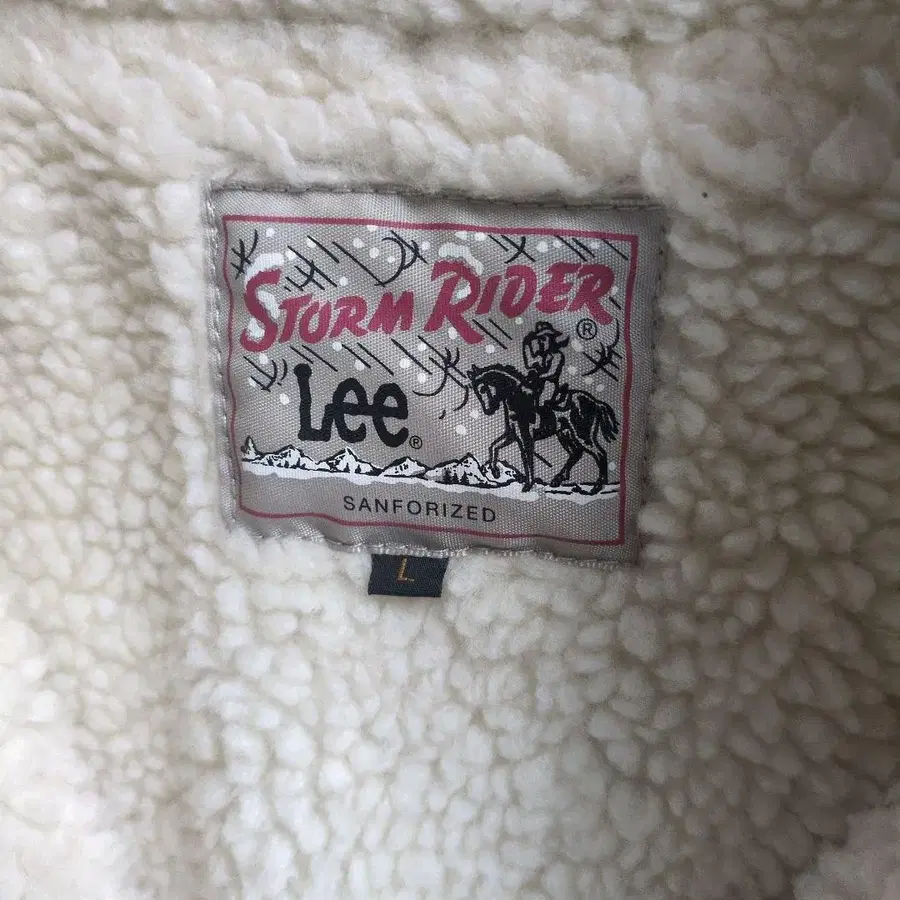 STORM RIDER ®
Lee ®
SANFORIZED
L